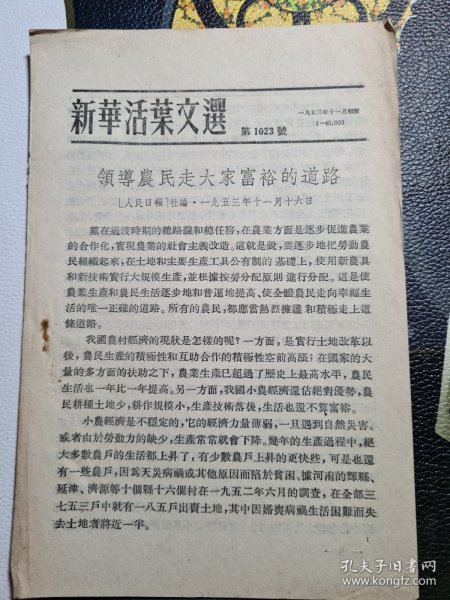 新華活葉文選
第1023號
一九五三年十一月初版
1—40,000
領導農民走大家富裕的道路
「人民日報」社論·一九五三年十一月十六日
黨在過渡時期的總路線和總任務，在農業方面是逐步促進農業
的合作化，實現農業的社會主義改造。這就是說，要逐步地把勞動農
民組織起來，在土地和主要生產工具公有制的基礎上，使用新農具
和新技術實行大規模生產，並根據按勞分配原則進行分配。這是使
農業生產和農民生活逐步地和普遍地提高、使全體農民走向幸福生
活的唯一正確的道路。所有的農民，都應當熱烈擁護和積極走上這
條道路。
我國農村經濟的現狀是怎樣的呢？一方面，是實行土地改革以
後，農民生產的積極性和互助合作的積極性空前高漲；在國家的大
量的多方面的扶助之下，農業生產已超過了歷史上最高水平，農民
生活也一年比一年提高。另一方面，我國小農經濟還佔絕對優勢，農
民耕種土地少，耕作規模小，生產技術落後，生活也還不算富裕。
小農經濟是不穩定的，它的經濟力量薄弱，一旦遇到自然災害。
或者由於勞動力的缺少，生產常常就會下降。幾年的生產過程中，絕
大多數農戶的生活都上昇了，有少數農戶上昇的更快些，可是也還
有一些農戶，因為天災病禍或其他原因而陷於貧困。據河南的輝縣、
延津、濟源等十個縣十六個村在一九五二年六月的調查，在全部三
七五三戶中就有一八五戶出賣土地，其中因婚喪病禍生活困難而失
去土地者將近一半。
孔夫子旧书网
www.kongfz.com